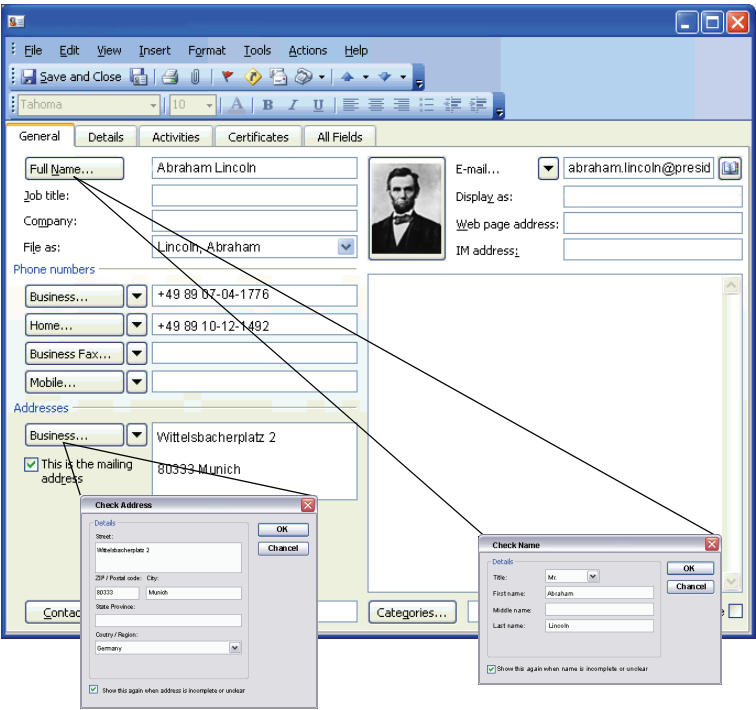 File Edit View Insert Format Tools Actions Help
Save and Close
Tahoma 10 A B I U
General Details Activities Certificates All Fields
Full Name... Abraham Lincoln E-mail... abraham.lincoln@presid
Job title: Display as:
Company: Web page address:
File as: Lincoln, Abraham IM address:
Phone numbers
Business... +49 89 07-04-1776
Home... +49 89 10-12-1492
Business Fax...
Mobile...
Addresses
Business... Wittelsbacherplatz 2
This is the mailing
address
80333 Munich
Contac Categories...
Check Address
Details
Street:
Wittelsbacherplatz 2
OK
Chancel
ZIP / Postal code: City:
80333 Munich
State Province:
Coutry / Region:
Germany
Show this again when address is incomplete or unclear
Check Name
Details
Title: Mr.
First name: Abraham
Middle name:
Last name: Lincoln
OK
Chancel
Show this again when name is incomplete or unclear